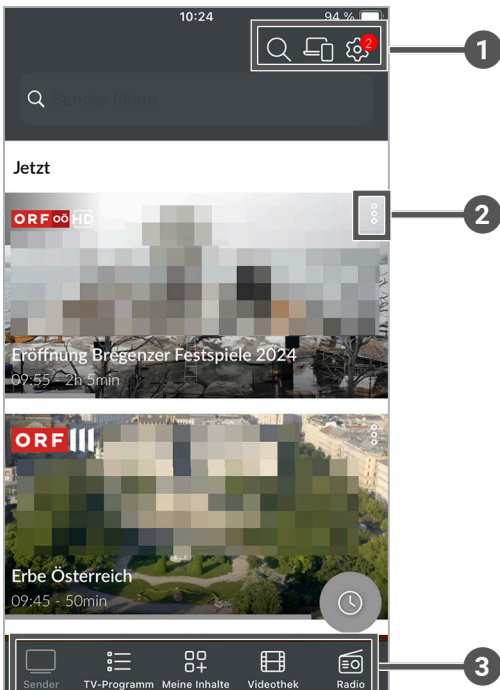 10:24 94 %
2
1
Sender filtern
Jetzt
ORF oö HD
2
Eröffnung Bregenzer Festspiele 2024
09:55 - 2h 5min
ORF III
Erbe Österreich
09:45 - 50min
Sender TV-Programm Meine Inhalte Videothek Radio
3